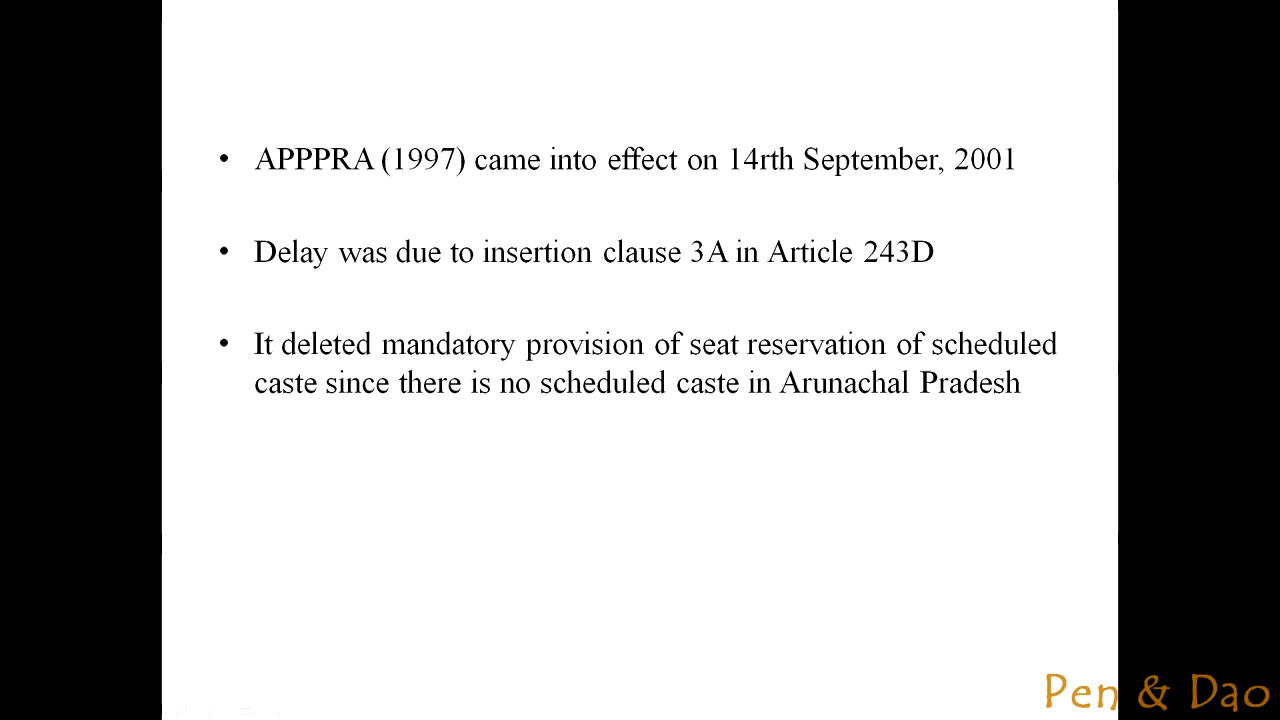 • APPPRA (1997) came into effect on 14rth September, 2001
• Delay was due to insertion clause 3A in Article 243D
• It deleted mandatory provision of seat reservation of scheduled
caste since there is no scheduled caste in Arunachal Pradesh
Pen & Dao